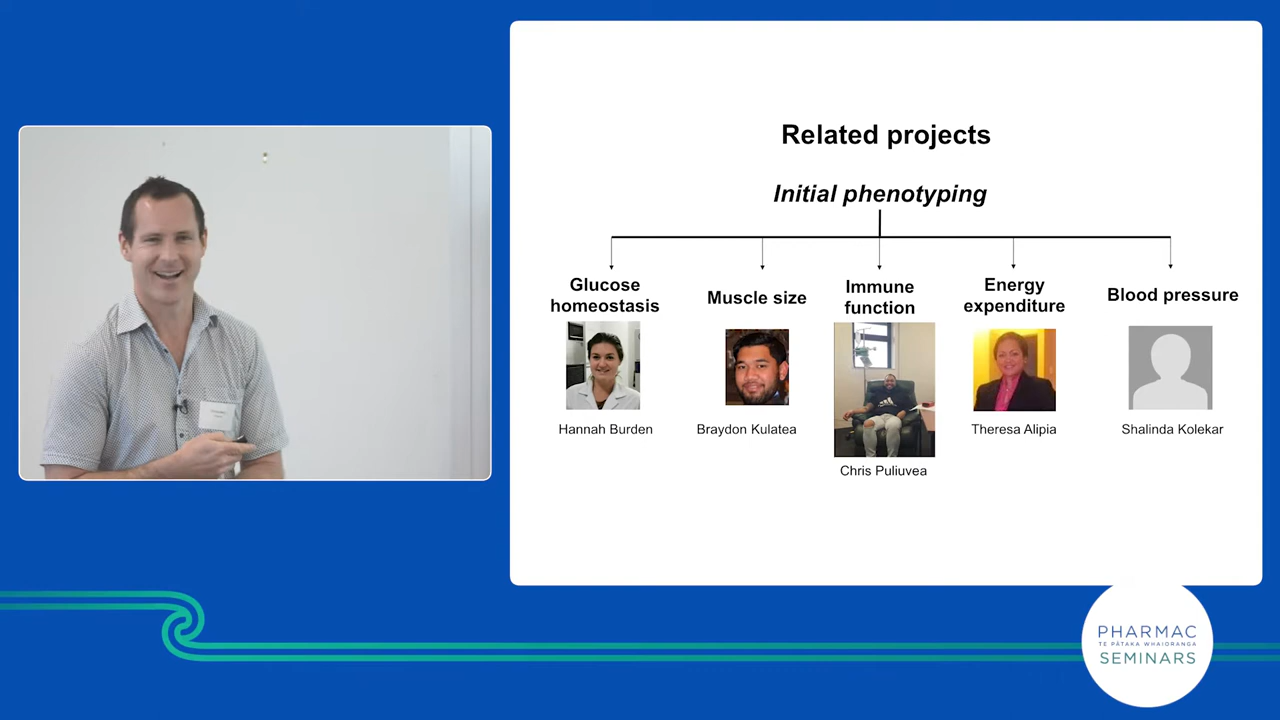 Related projects
Initial phenotyping
Glucose
homeostasis
Muscle size
Immune
function
Energy
expenditure
Blood pressure
Hannah Burden
Braydon Kulatea
Chris Puliuvea
Theresa Alipia
Shalinda Kolekar
PHARMAC
TE PĀTAKA WHAIORANGA
SEMINARS